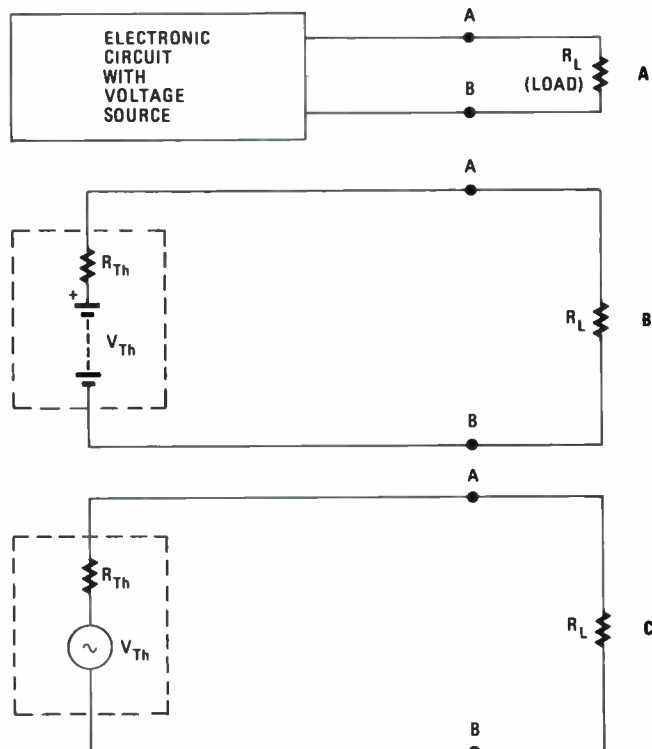 ELECTRONIC
CIRCUIT
WITH
VOLTAGE
SOURCE
A
B
R_L
(LOAD)
A
A
R_Th
+
V_Th
R_L
B
B
A
R_Th
~
V_Th
R_L
C
B